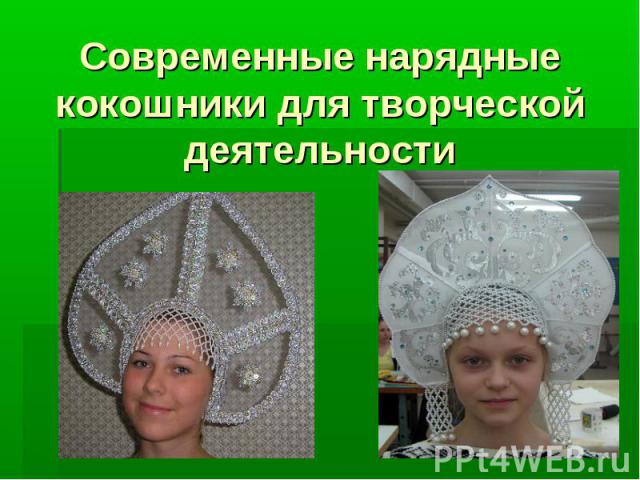 Современные нарядные
кокошники для творческой
деятельности
PPt4WEB.ru